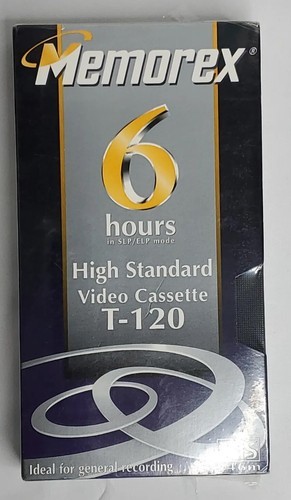 Memorex®
6
hours
in SLP/ELP mode
High Standard
Video Cassette
T-120
Ideal for general recording